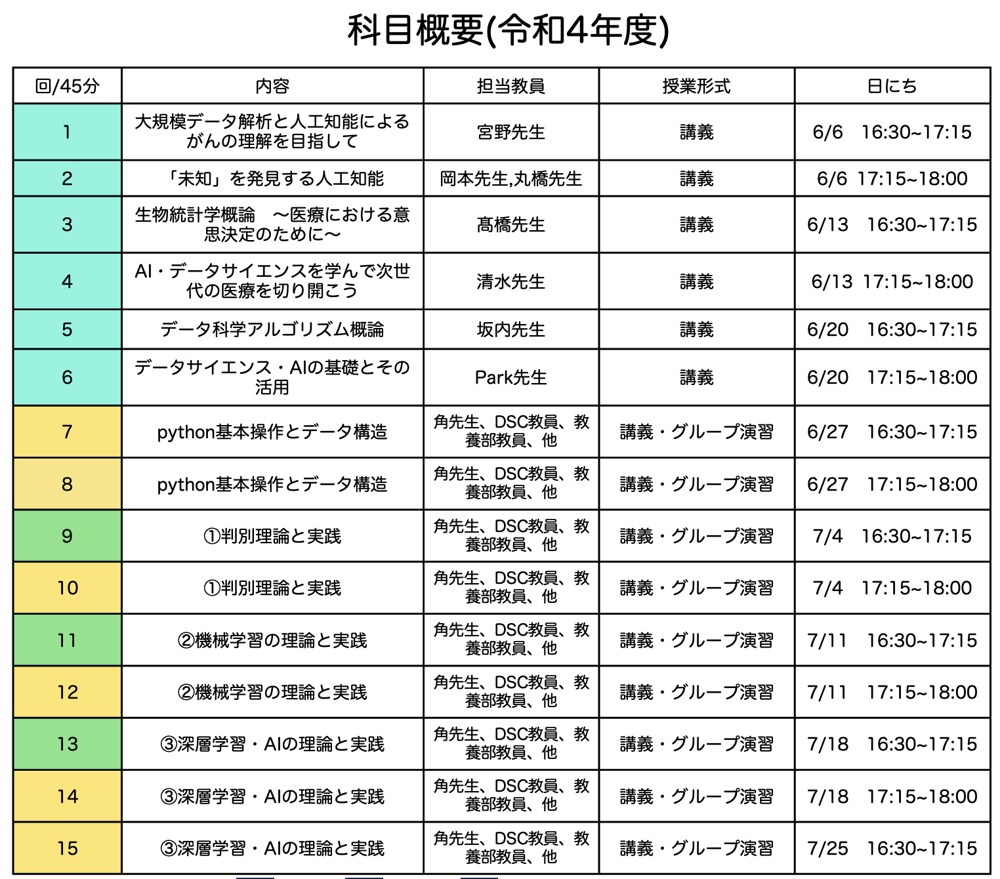 科目概要(令和4年度)
回/45分 内容 担当教員 授業形式 日にち
1 大規模データ解析と人工知能による
がんの理解を目指して 宮野先生 講義 6/6　16:30~17:15
2 「未知」を発見する人工知能 岡本先生,丸橋先生 講義 6/6 17:15~18:00
3 生物統計学概論　〜医療における意
思決定のために〜 髙橋先生 講義 6/13　16:30~17:15
4 AI・データサイエンスを学んで次世
代の医療を切り開こう 清水先生 講義 6/13 17:15~18:00
5 データ科学アルゴリズム概論 坂内先生 講義 6/20　16:30~17:15
6 データサイエンス・AIの基礎とその
活用 Park先生 講義 6/20　17:15~18:00
7 python基本操作とデータ構造 角先生、DSC教員、教
養部教員、他 講義・グループ演習 6/27　16:30~17:15
8 python基本操作とデータ構造 角先生、DSC教員、教
養部教員、他 講義・グループ演習 6/27　17:15~18:00
9 ①判別理論と実践 角先生、DSC教員、教
養部教員、他 講義・グループ演習 7/4　16:30~17:15
10 ①判別理論と実践 角先生、DSC教員、教
養部教員、他 講義・グループ演習 7/4　17:15~18:00
11 ②機械学習の理論と実践 角先生、DSC教員、教
養部教員、他 講義・グループ演習 7/11　16:30~17:15
12 ②機械学習の理論と実践 角先生、DSC教員、教
養部教員、他 講義・グループ演習 7/11　17:15~18:00
13 ③深層学習・AIの理論と実践 角先生、DSC教員、教
養部教員、他 講義・グループ演習 7/18　16:30~17:15
14 ③深層学習・AIの理論と実践 角先生、DSC教員、教
養部教員、他 講義・グループ演習 7/18　17:15~18:00
15 ③深層学習・AIの理論と実践 角先生、DSC教員、教
養部教員、他 講義・グループ演習 7/25　16:30~17:15